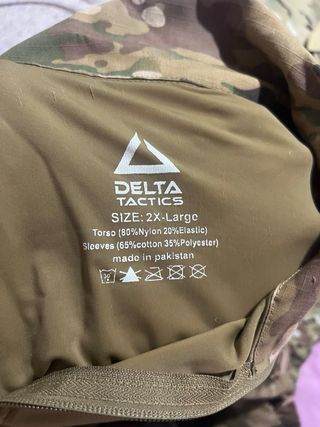 DELTA
TACTICS
SIZE: 2X-Large
Torso (80%Nylon 20%Elastic)
Sleeves (65%cotton 35%Polyester)
made in pakistan